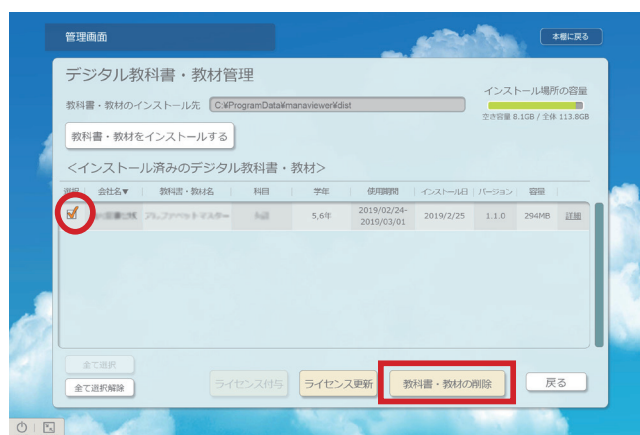 管理画面
本棚に戻る
デジタル教科書・教材管理
インストール場所の容量
教科書・教材のインストール先 C:¥ProgramData¥manaviewer¥dist
空き容量 8.1GB / 全体 113.8GB
教科書・教材をインストールする
<インストール済みのデジタル教科書・教材>
選択 会社名▼ 教科書・教材名 科目 学年 使用期間 インストール日 バージョン 容量
5,6年 2019/02/24- 2019/2/25 1.1.0 294MB 詳細
2019/03/01
全て選択
全て選択解除 ライセンス付与 ライセンス更新 教科書・教材の削除 戻る